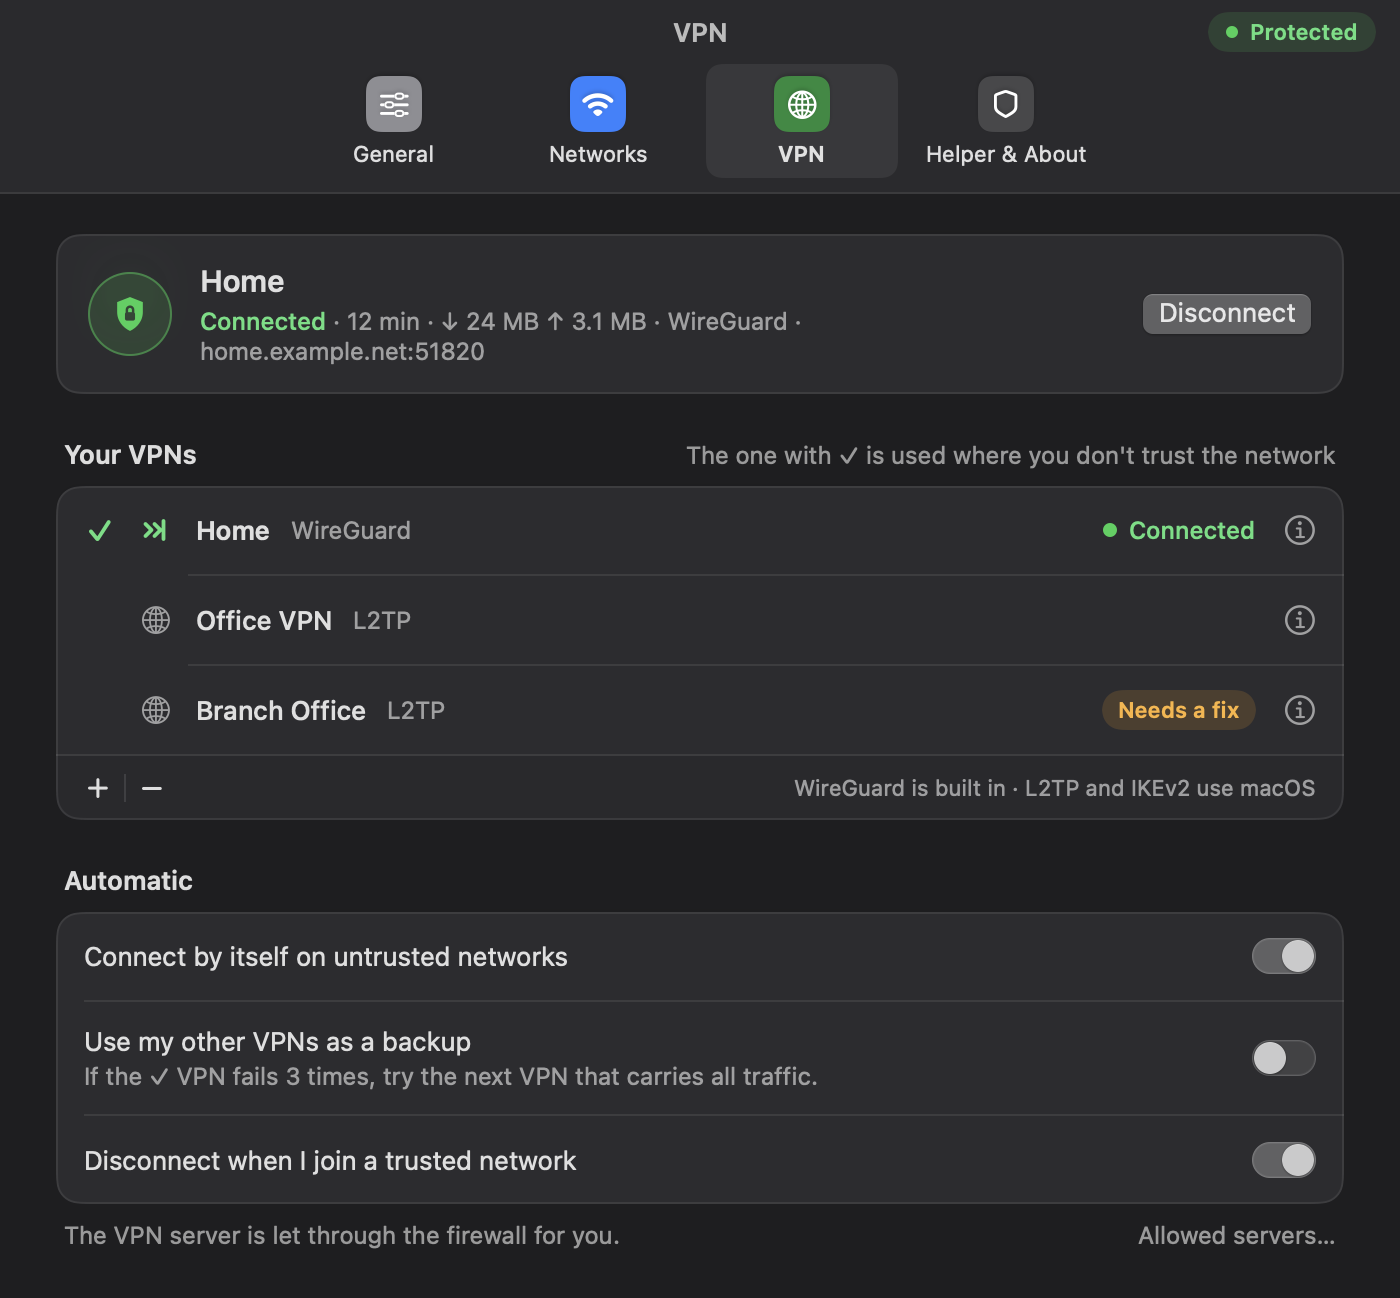 VPN
Protected
General
Networks
VPN
Helper & About
Home
Connected · 12 min · ↓ 24 MB ↑ 3.1 MB · WireGuard ·
home.example.net:51820
Disconnect
Your VPNs
The one with ✓ is used where you don't trust the network
Home WireGuard
Connected
Office VPN L2TP
Branch Office L2TP
Needs a fix
WireGuard is built in · L2TP and IKEv2 use macOS
Automatic
Connect by itself on untrusted networks
Use my other VPNs as a backup
If the ✓ VPN fails 3 times, try the next VPN that carries all traffic.
Disconnect when I join a trusted network
The VPN server is let through the firewall for you.
Allowed servers...